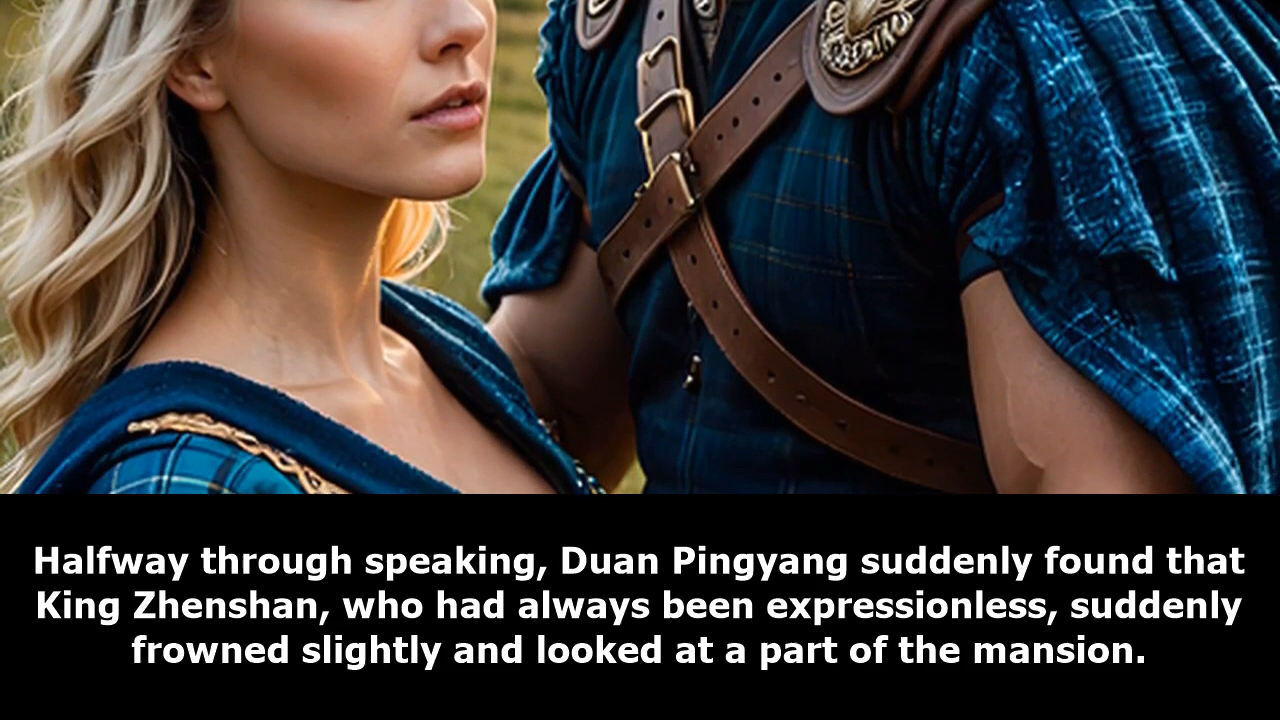 Halfway through speaking, Duan Pingyang suddenly found that
King Zhenshan, who had always been expressionless, suddenly
frowned slightly and looked at a part of the mansion.